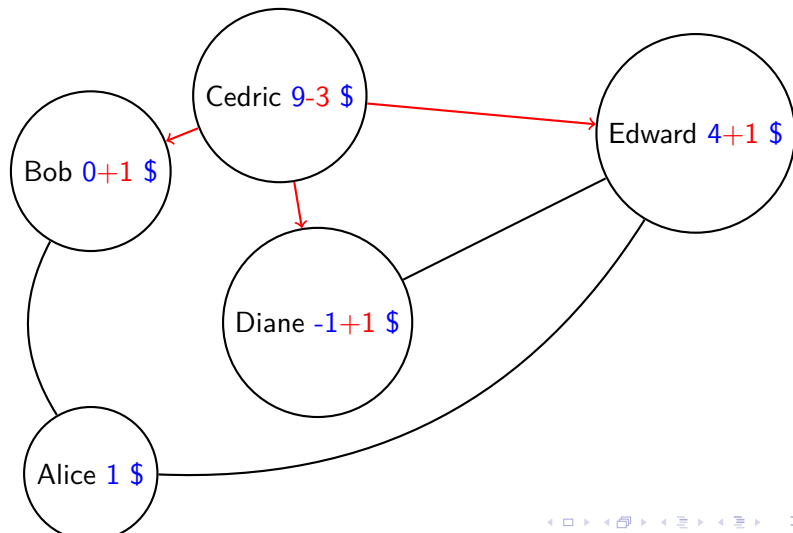 Cedric 9-3 $
Edward 4+1 $
Bob 0+1 $
Diane -1+1 $
Alice 1 $